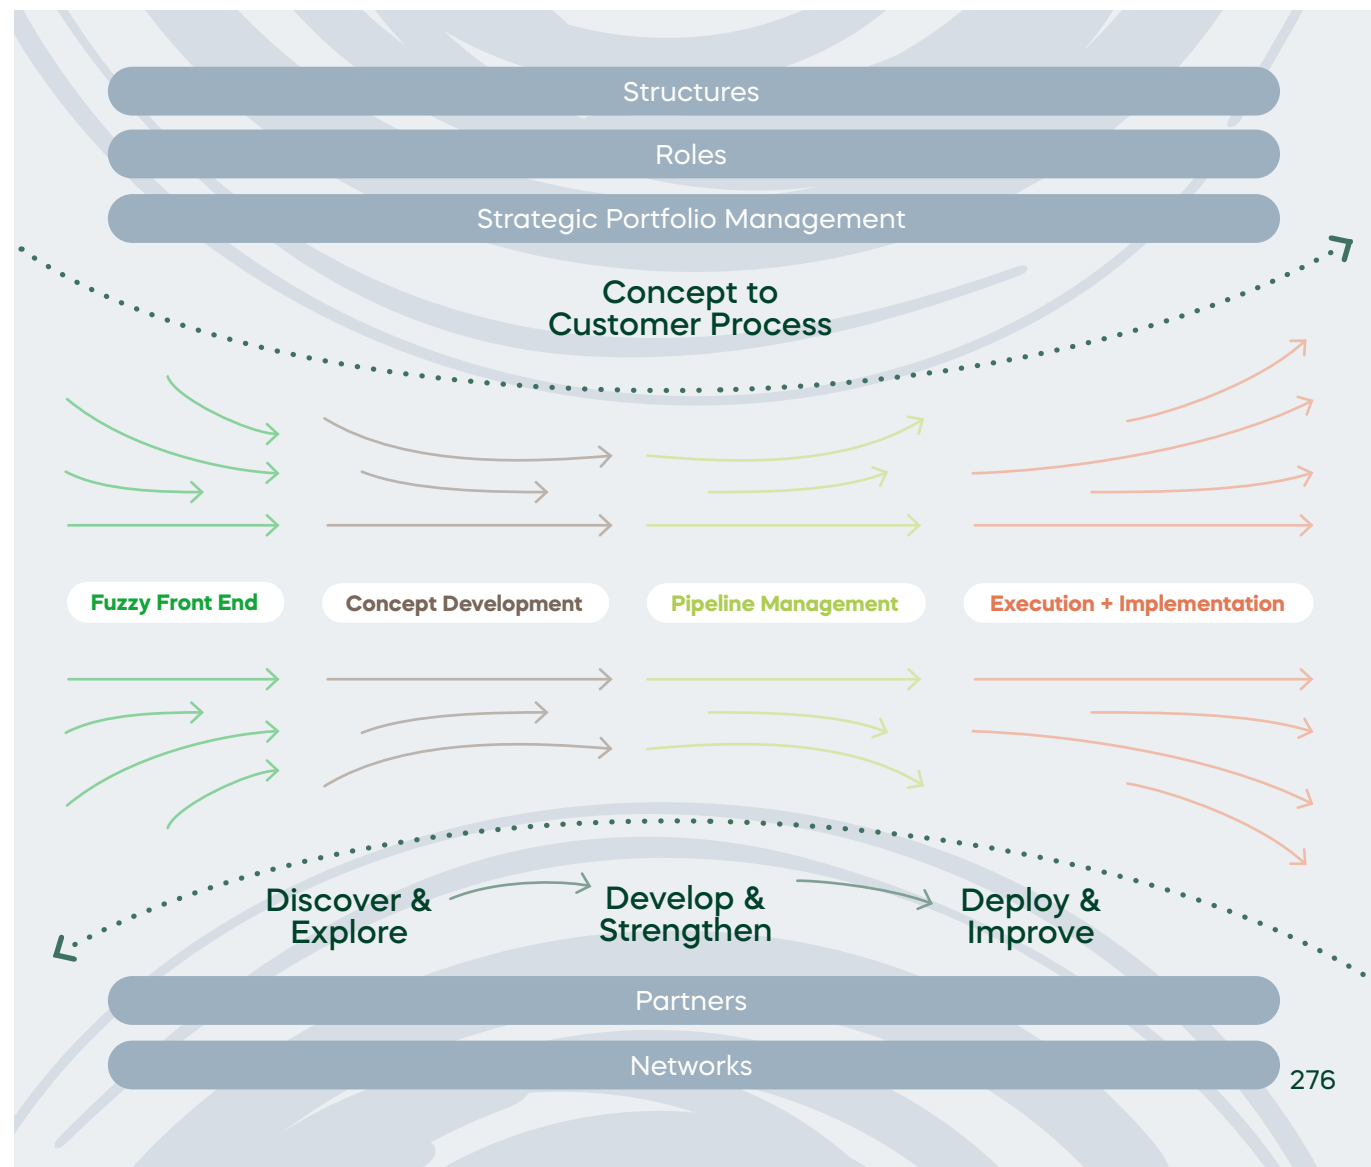 Structures
Roles
Strategic Portfolio Management
Concept to
Customer Process
Fuzzy Front End
Concept Development
Pipeline Management
Execution + Implementation
Discover &
Explore
Develop &
Strengthen
Deploy &
Improve
Partners
Networks
276